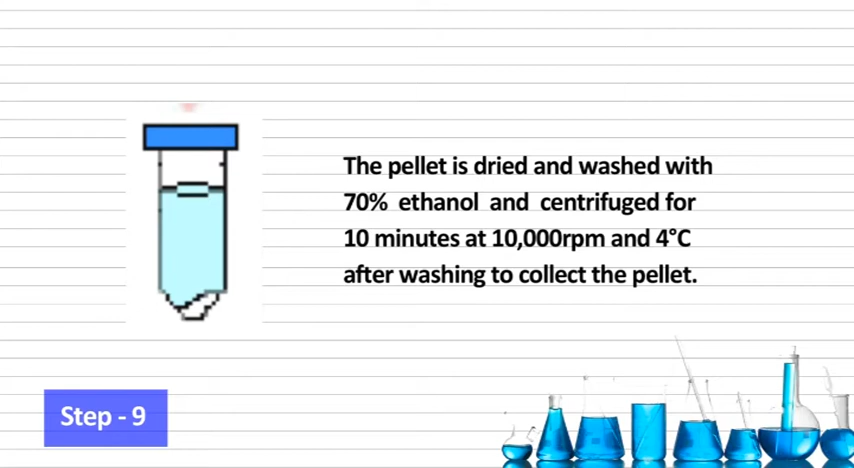 The pellet is dried and washed with
70% ethanol and centrifuged for
10 minutes at 10,000rpm and 4°C
after washing to collect the pellet.
Step - 9